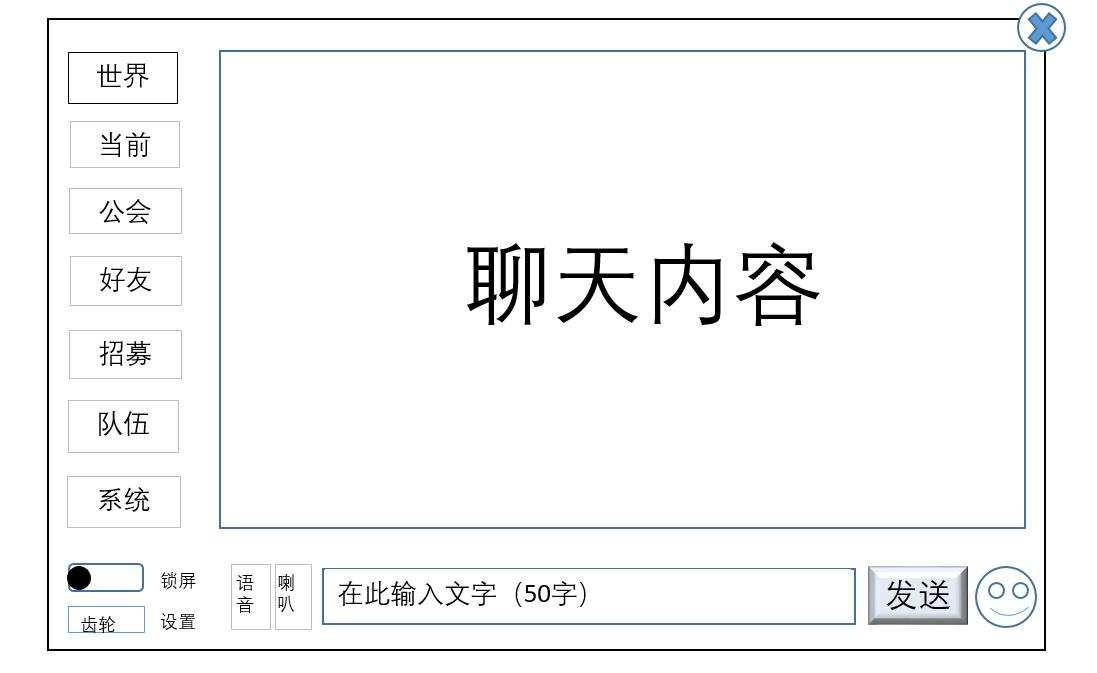 世界
当前
公会
好友
招募
队伍
系统
聊天内容
锁屏
齿轮
设置
语
音
喇
叭
在此输入文字（50字）
发送